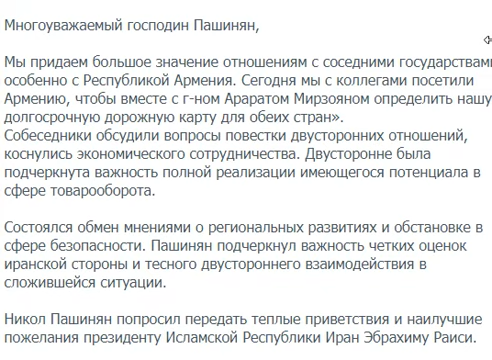 Многоуважаемый господин Пашинян,
Мы придаем большое значение отношениям с соседними государствами
особенно с Республикой Армения. Сегодня мы с коллегами посетили
Армению, чтобы вместе с г-ном Араратом Мирзояном определить нашу
долгосрочную дорожную карту для обеих стран».
Собеседники обсудили вопросы повестки двусторонних отношений,
коснулись экономического сотрудничества. Двусторонне была
подчеркнута важность полной реализации имеющегося потенциала в
сфере товарооборота.
Состоялся обмен мнениями о региональных развитиях и обстановке в
сфере безопасности. Пашинян подчеркнул важность четких оценок
иранской стороны и тесного двустороннего взаимодействия в
сложившейся ситуации.
Никол Пашинян попросил передать теплые приветствия и наилучшие
пожелания президенту Исламской Республики Иран Эбрахиму Раиси.